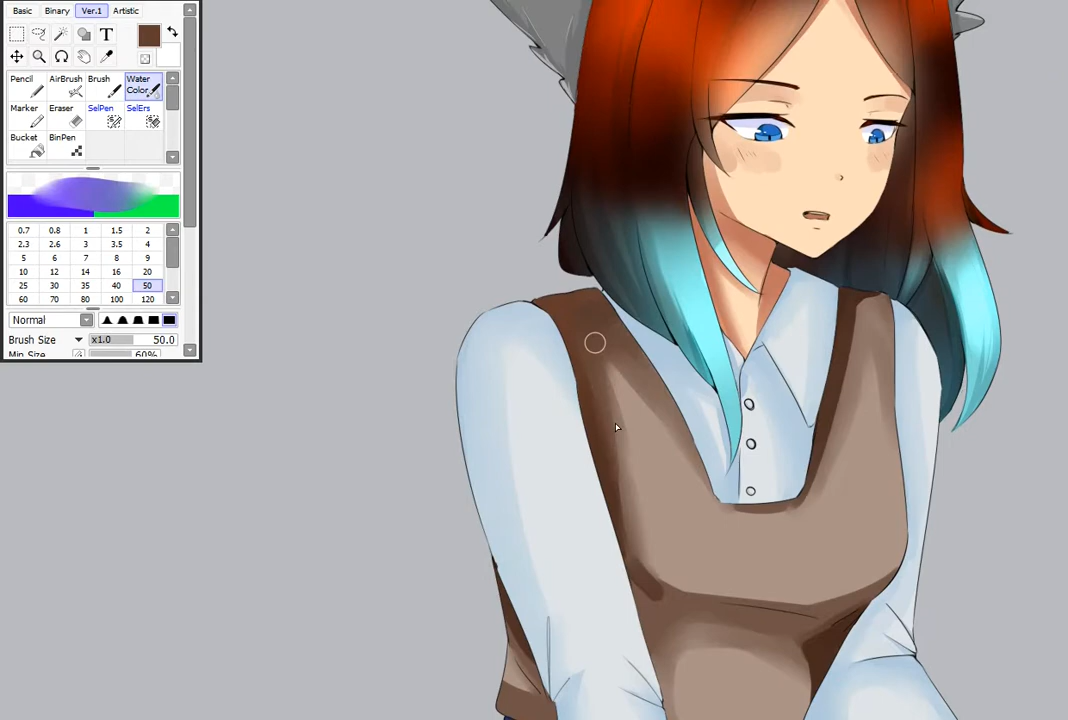 Basic Binary Ver.1 Artistic
T
Pencil AirBrush Brush Water
Color
Marker Eraser SelPen SelErs
Bucket BinPen
0.7 0.8 1 1.5 2
2.3 2.6 3 3.5 4
5 6 7 8 9
10 12 14 16 20
25 30 35 40 50
60 70 80 100 120
Normal
Brush Size x1.0 50.0
Min Size 60%